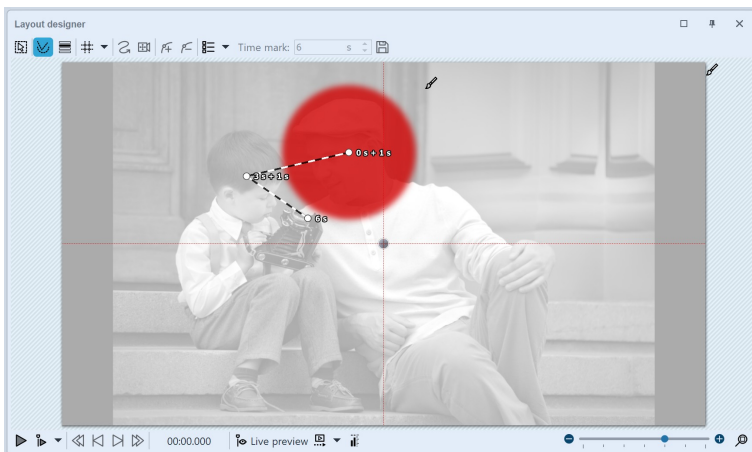 Layout designer
Time mark: 6 s
0 s + 1 s
3 s + 1 s
6 s
00:00.000 Live preview